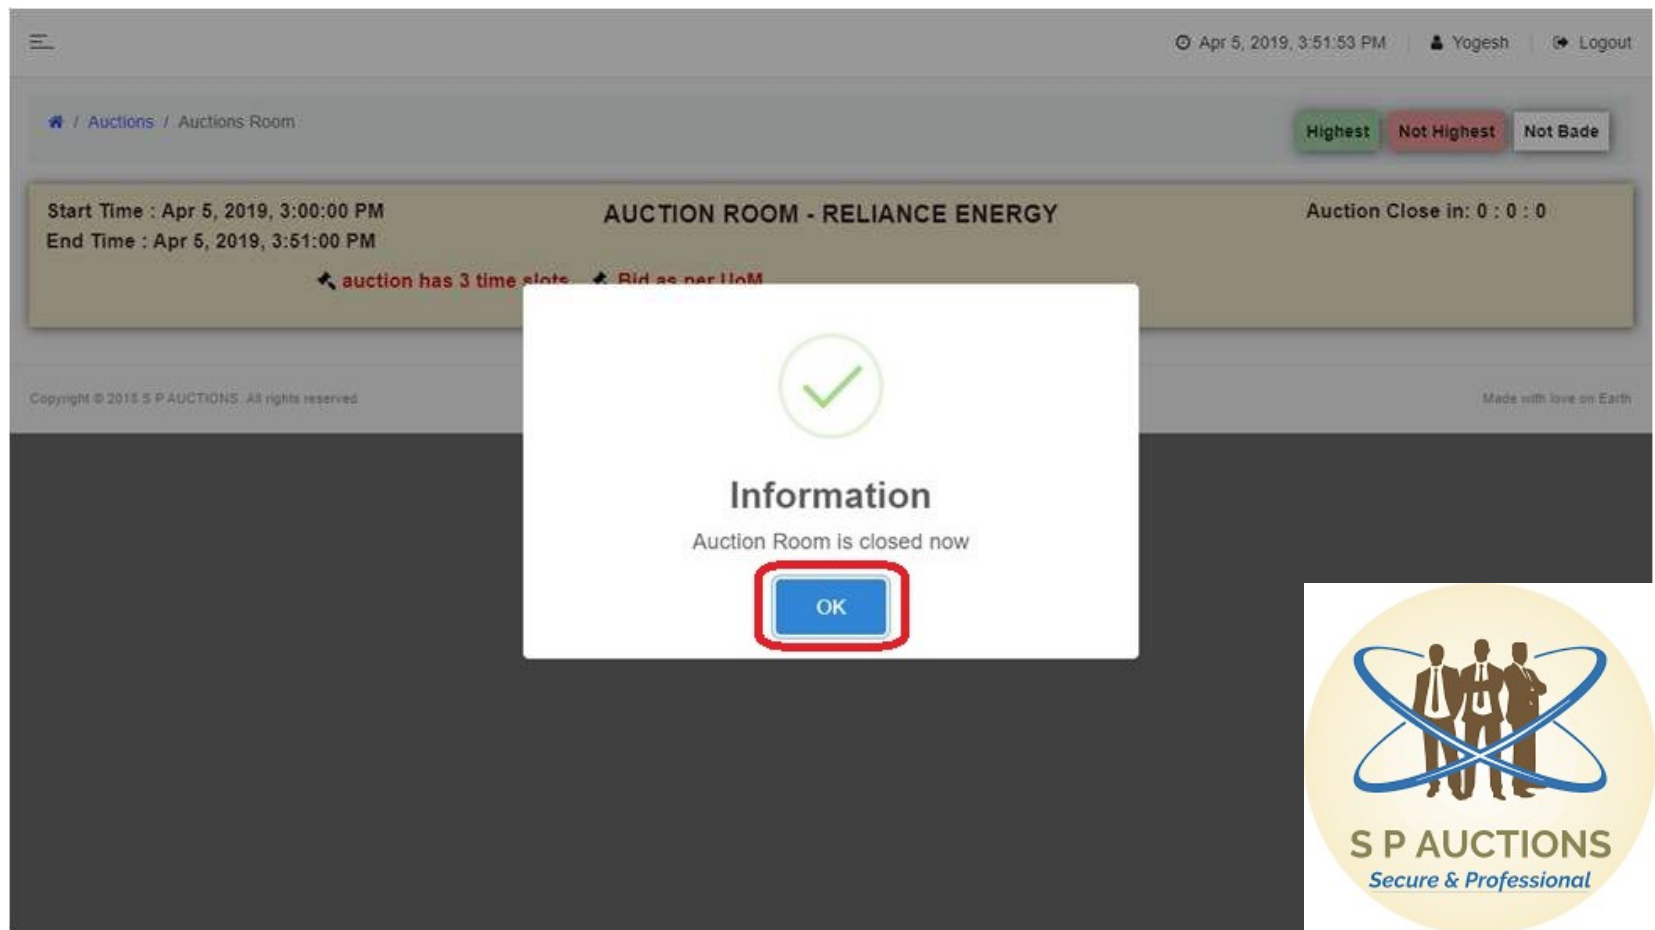 Apr 5, 2019, 3:51:53 PM Yogesh Logout
/ Auctions / Auctions Room
Highest Not Highest Not Bade
Start Time : Apr 5, 2019, 3:00:00 PM
End Time : Apr 5, 2019, 3:51:00 PM
AUCTION ROOM - RELIANCE ENERGY
Auction Close in: 0 : 0 : 0
auction has 3 time slots Bid as per UoM
Information
Auction Room is closed now
OK
Copyright © 2018 S P AUCTIONS. All rights reserved
Made with love on Earth
S P AUCTIONS
Secure & Professional